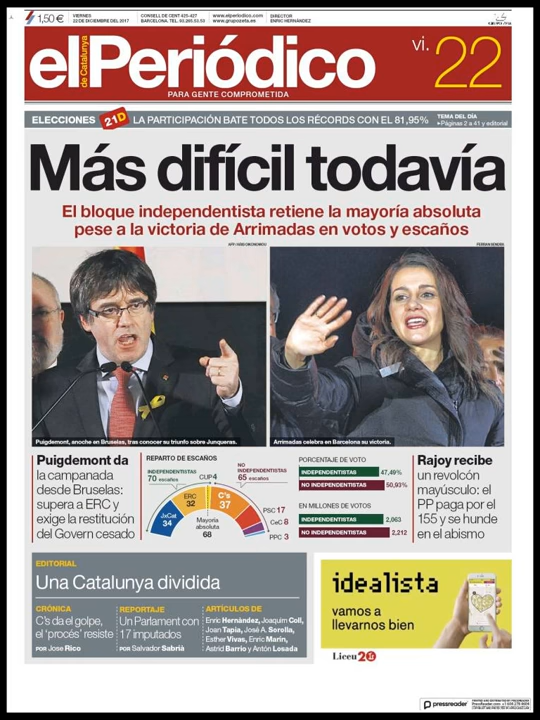 1,50 €
VIERNES
22 DE DICIEMBRE DEL 2017
CONSELL DE CENT 425-427
BARCELONA. TEL. 93.265.53.53
www.elperiodico.com
www.grupozeta.es
DIRECTOR
ENRIC HERNÀNDEZ
el Periódico
de Catalunya
PARA GENTE COMPROMETIDA
vi. 22
ELECCIONES 21D LA PARTICIPACIÓN BATE TODOS LOS RÉCORDS CON EL 81,95%
TEMA DEL DÍA
Páginas 2 a 41 y editorial
Más difícil todavía
El bloque independentista retiene la mayoría absoluta
pese a la victoria de Arrimadas en votos y escaños
Puigdemont, anoche en Bruselas, tras conocer su triunfo sobre Junqueras.
Arrimadas celebra en Barcelona su victoria.
Puigdemont da
la campanada
desde Bruselas:
supera a ERC y
exige la restitución
del Govern cesado
REPARTO DE ESCAÑOS
INDEPENDENTISTAS
70 escaños
NO
INDEPENDENTISTAS
65 escaños
CUP 4
ERC
32
C's
37
JxCat
34
Mayoría
absoluta
68
PSC 17
CeC 8
PPC 3
PORCENTAJE DE VOTO
INDEPENDENTISTAS 47,49%
NO INDEPENDENTISTAS 50,93%
EN MILLONES DE VOTOS
INDEPENDENTISTAS 2,063
NO INDEPENDENTISTAS 2,212
Rajoy recibe
un revolcón
mayúsculo: el
PP paga por el
155 y se hunde
en el abismo
EDITORIAL
Una Catalunya dividida
CRÓNICA
C's da el golpe,
el 'procés' resiste
POR Jose Rico
REPORTAJE
Un Parlament con
17 imputados
POR Salvador Sabrià
ARTÍCULOS DE
Enric Hernàndez, Joaquim Coll,
Joan Tapia, José A. Sorolla,
Esther Vivas, Enric Marín,
Astrid Barrio y Antón Losada
idealista
vamos a
llevarnos bien
Liceu
pressreader